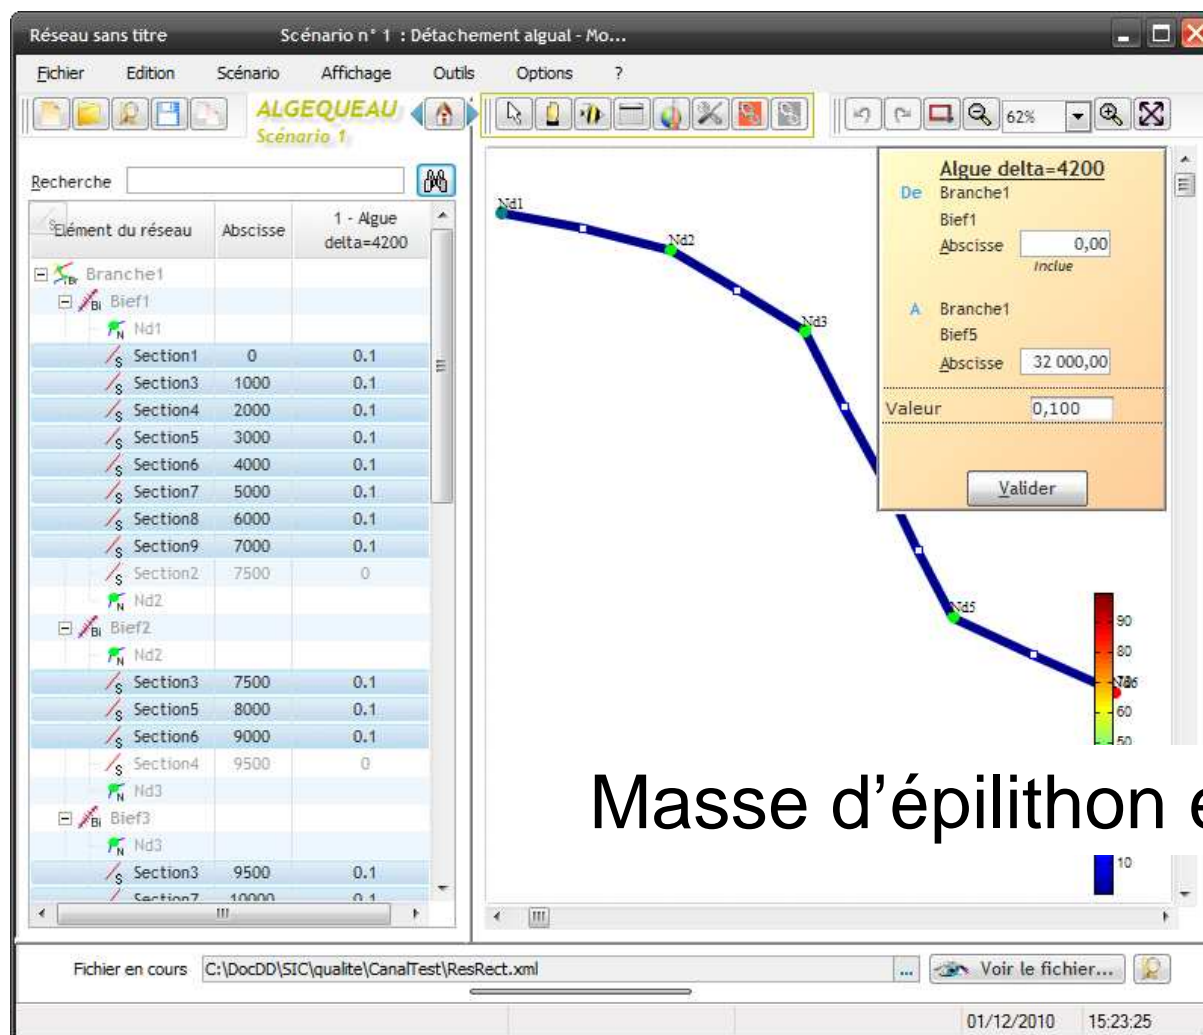 Réseau sans titre Scénario n° 1 : Détachement algual - Mo...
Fichier Edition Scénario Affichage Outils Options ?
ALGEQUEAU
Scénario 1
62%
Recherche
Elément du réseau Abscisse 1 - Algue delta=4200
Branche1
Bief1
Nd1
Section1 0 0.1
Section3 1000 0.1
Section4 2000 0.1
Section5 3000 0.1
Section6 4000 0.1
Section7 5000 0.1
Section8 6000 0.1
Section9 7000 0.1
Section2 7500 0
Nd2
Bief2
Nd2
Section3 7500 0.1
Section5 8000 0.1
Section6 9000 0.1
Section4 9500 0
Nd3
Bief3
Nd3
Section3 9500 0.1
Section7 10000 0.1
Nd1
Nd2
Nd3
Nd5
Algue delta=4200
De Branche1
Bief1
Abscisse 0,00
Inclue
A Branche1
Bief5
Abscisse 32 000,00
Valeur 0,100
Valider
90
80
60
50
10
Masse d'épilithon
Fichier en cours C:\DocDD\SIC\qualite\CanalTest\ResRect.xml ... Voir le fichier...
01/12/2010 15:23:25